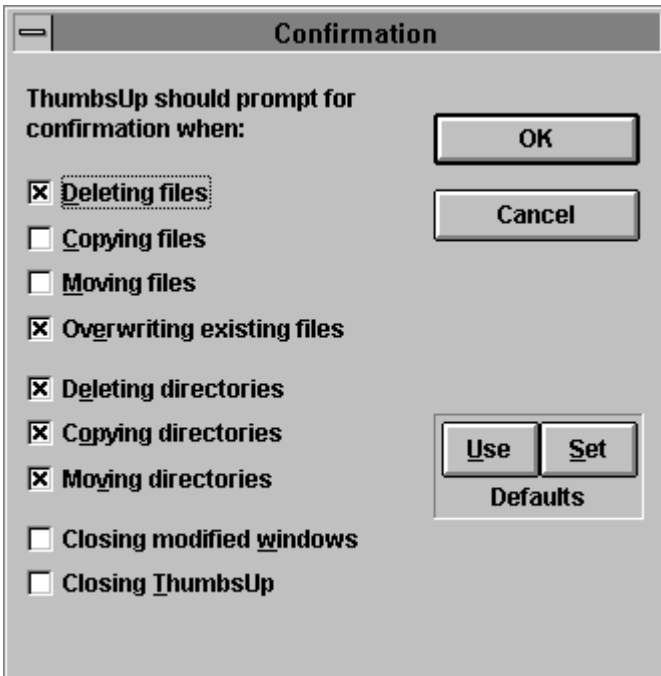 Confirmation
ThumbsUp should prompt for
confirmation when:
OK
Cancel
Deleting files
Copying files
Moving files
Overwriting existing files
Deleting directories
Copying directories
Moving directories
Closing modified windows
Closing ThumbsUp
Use
Set
Defaults